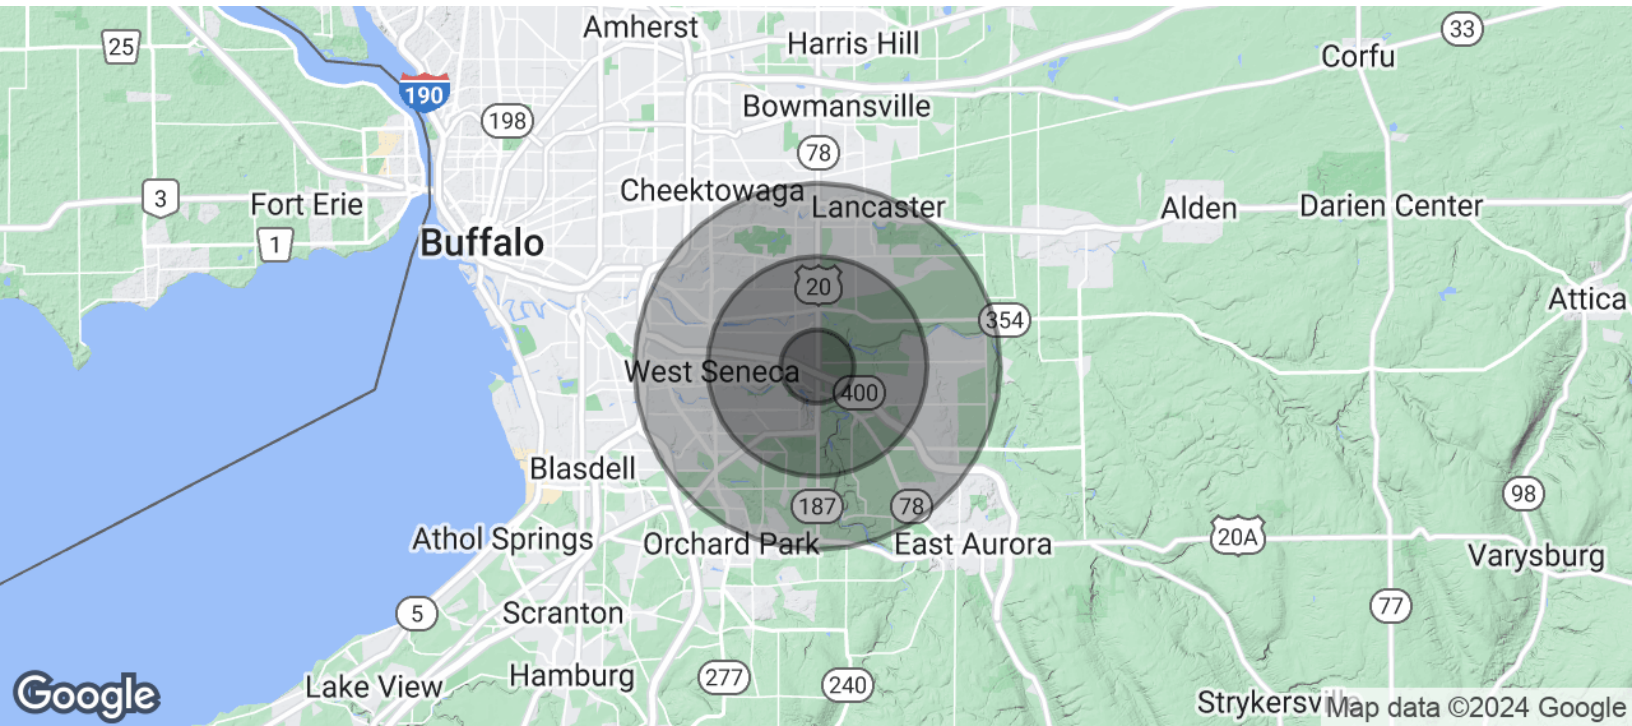 Amherst
33
25
Harris Hill
Corfu
190
Bowmansville
198
78
3
Cheektowaga
Fort Erie
Lancaster
Alden
Darien Center
1
Buffalo
20
Attica
354
West Seneca
400
Blasdell
98
187
78
Athol Springs
Orchard Park
East Aurora
20A
Varysburg
5
Scranton
77
Hamburg
277
240
Lake View
Google
Map data ©2024 Google